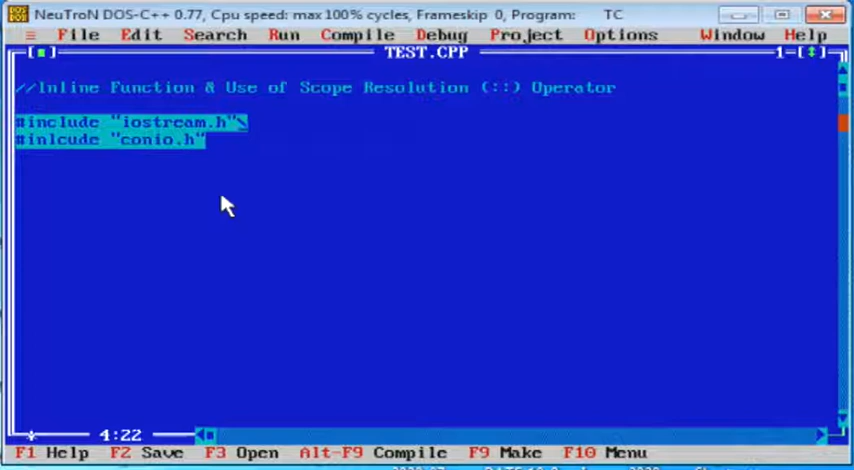 NeuTroN DOS-C++ 0.77, Cpu speed: max 100% cycles, Frameskip 0, Program: TC
≡ File Edit Search Run Compile Debug Project Options Window Help
[■] TEST.CPP 1=[↕]
//Inline Function & Use of Scope Resolution (::) Operator
#include "iostream.h"\
#inlcude "conio.h"
* 4:22
F1 Help F2 Save F3 Open Alt-F9 Compile F9 Make F10 Menu